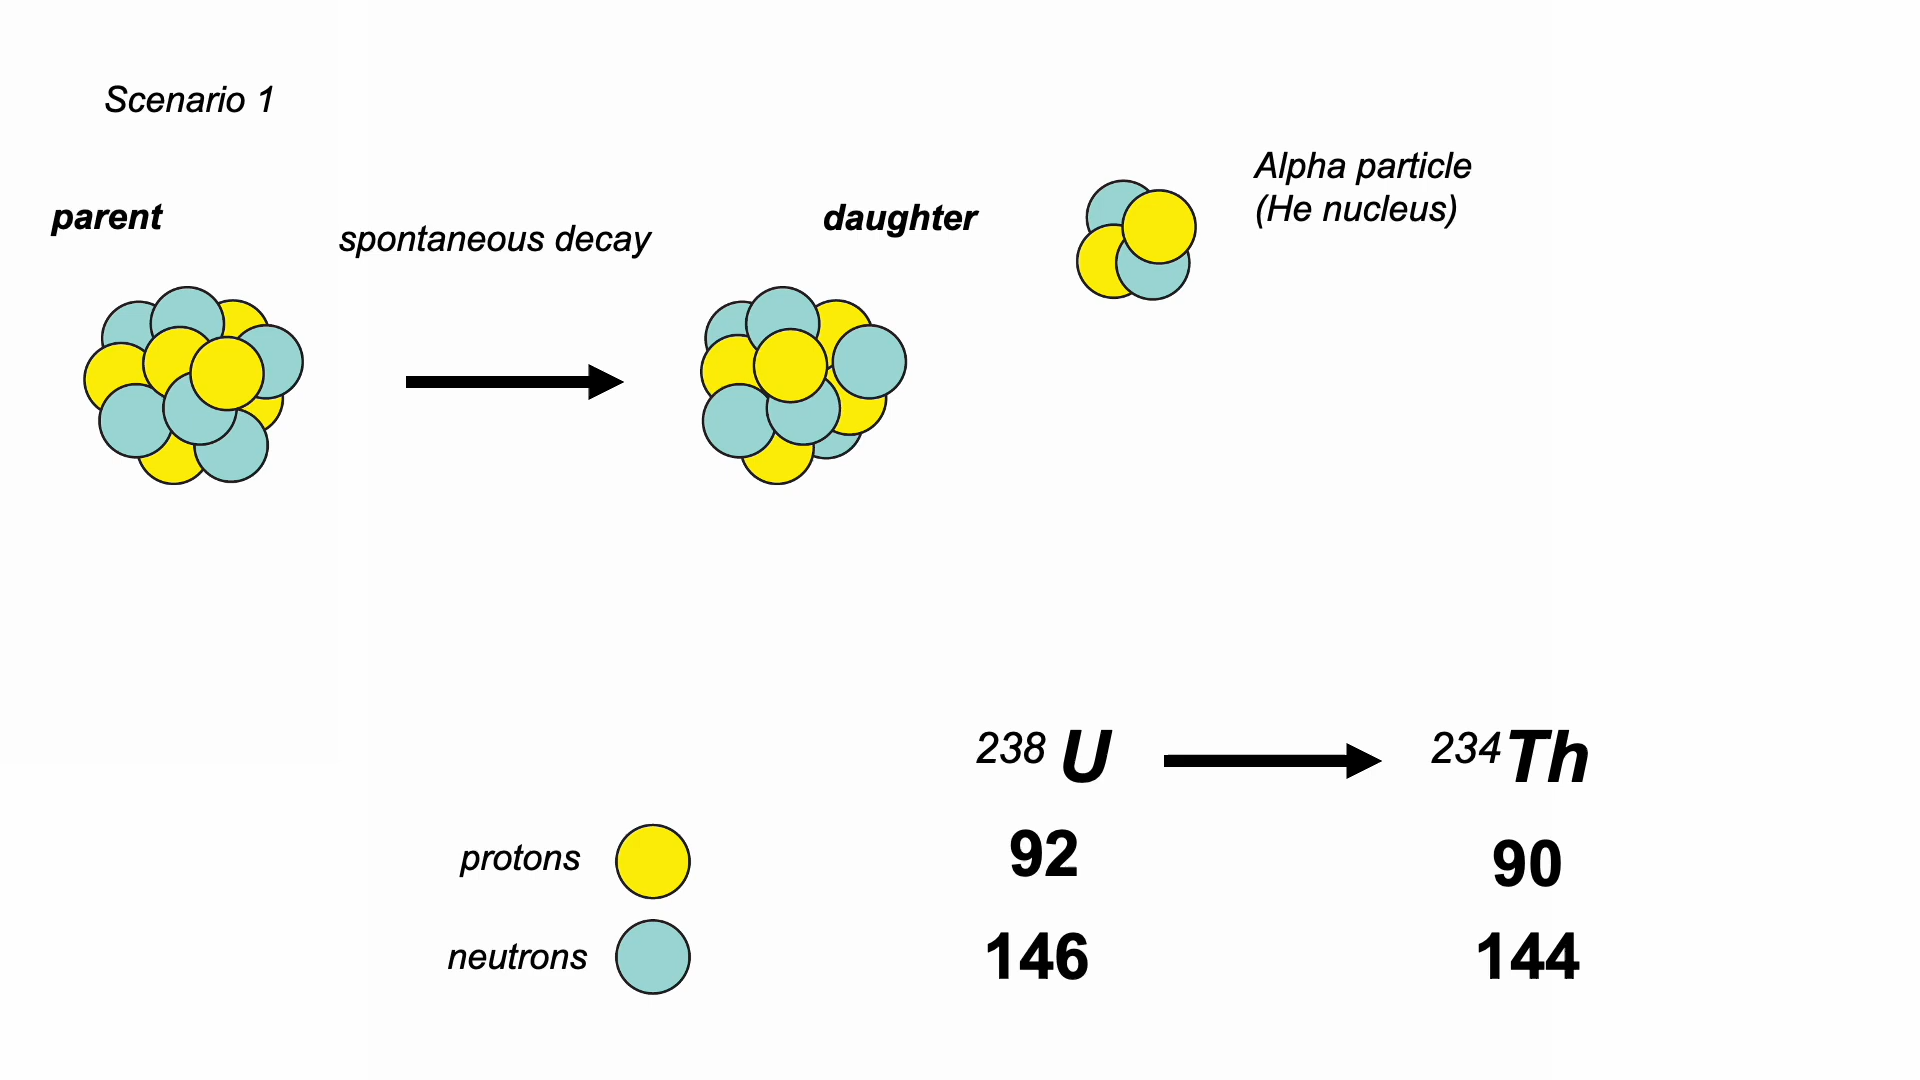 Scenario 1
parent
spontaneous decay
daughter
Alpha particle
(He nucleus)
238 U
234 Th
protons
92
90
neutrons
146
144